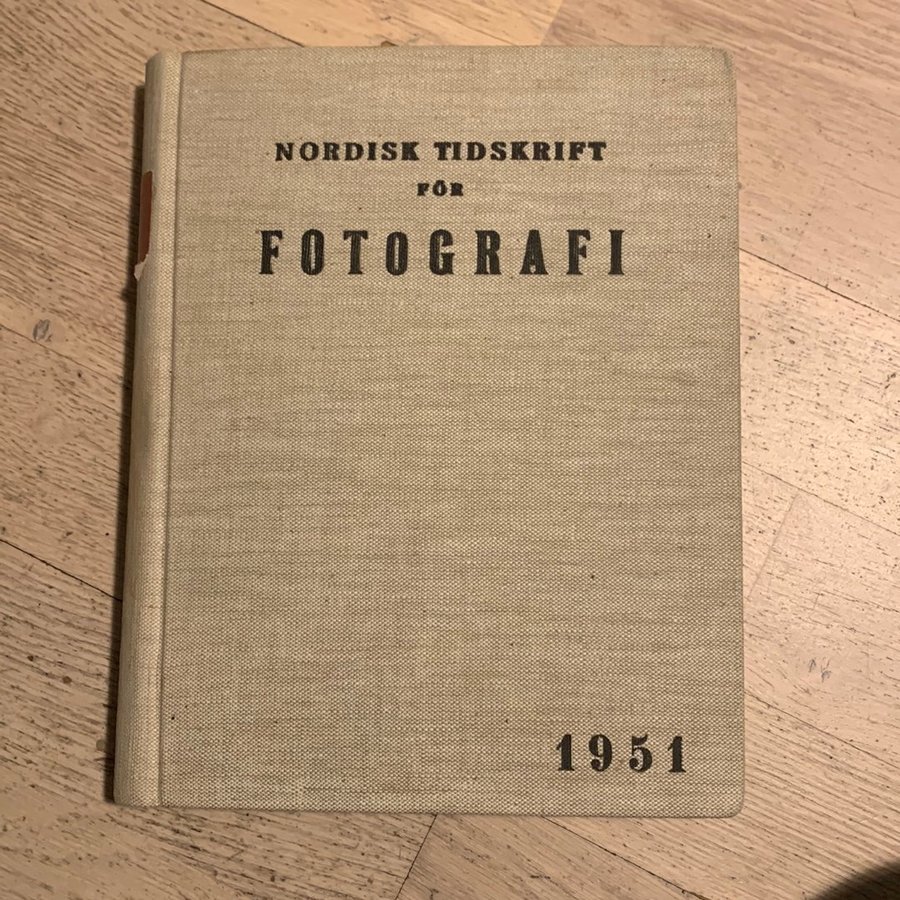 NORDISK TIDSKRIFT
FÖR
FOTOGRAFI
1951